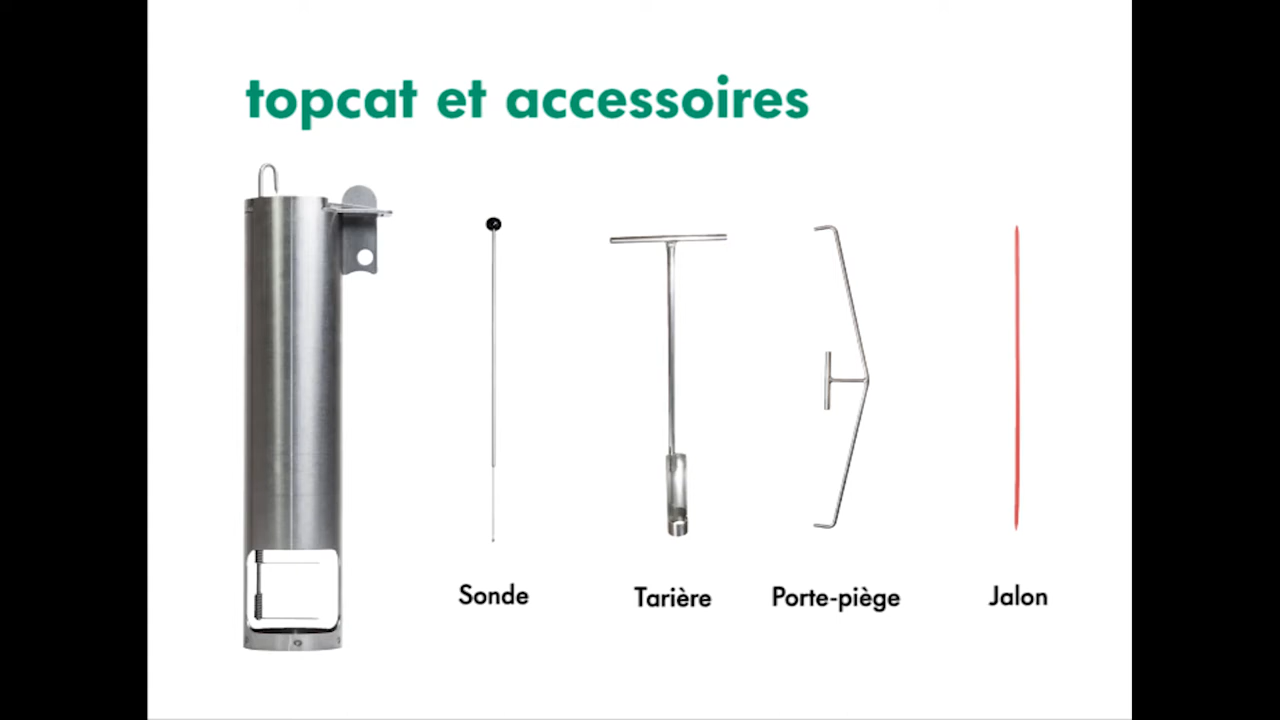 topcat et accessoires
Sonde
Tarière
Porte-piège
Jalon